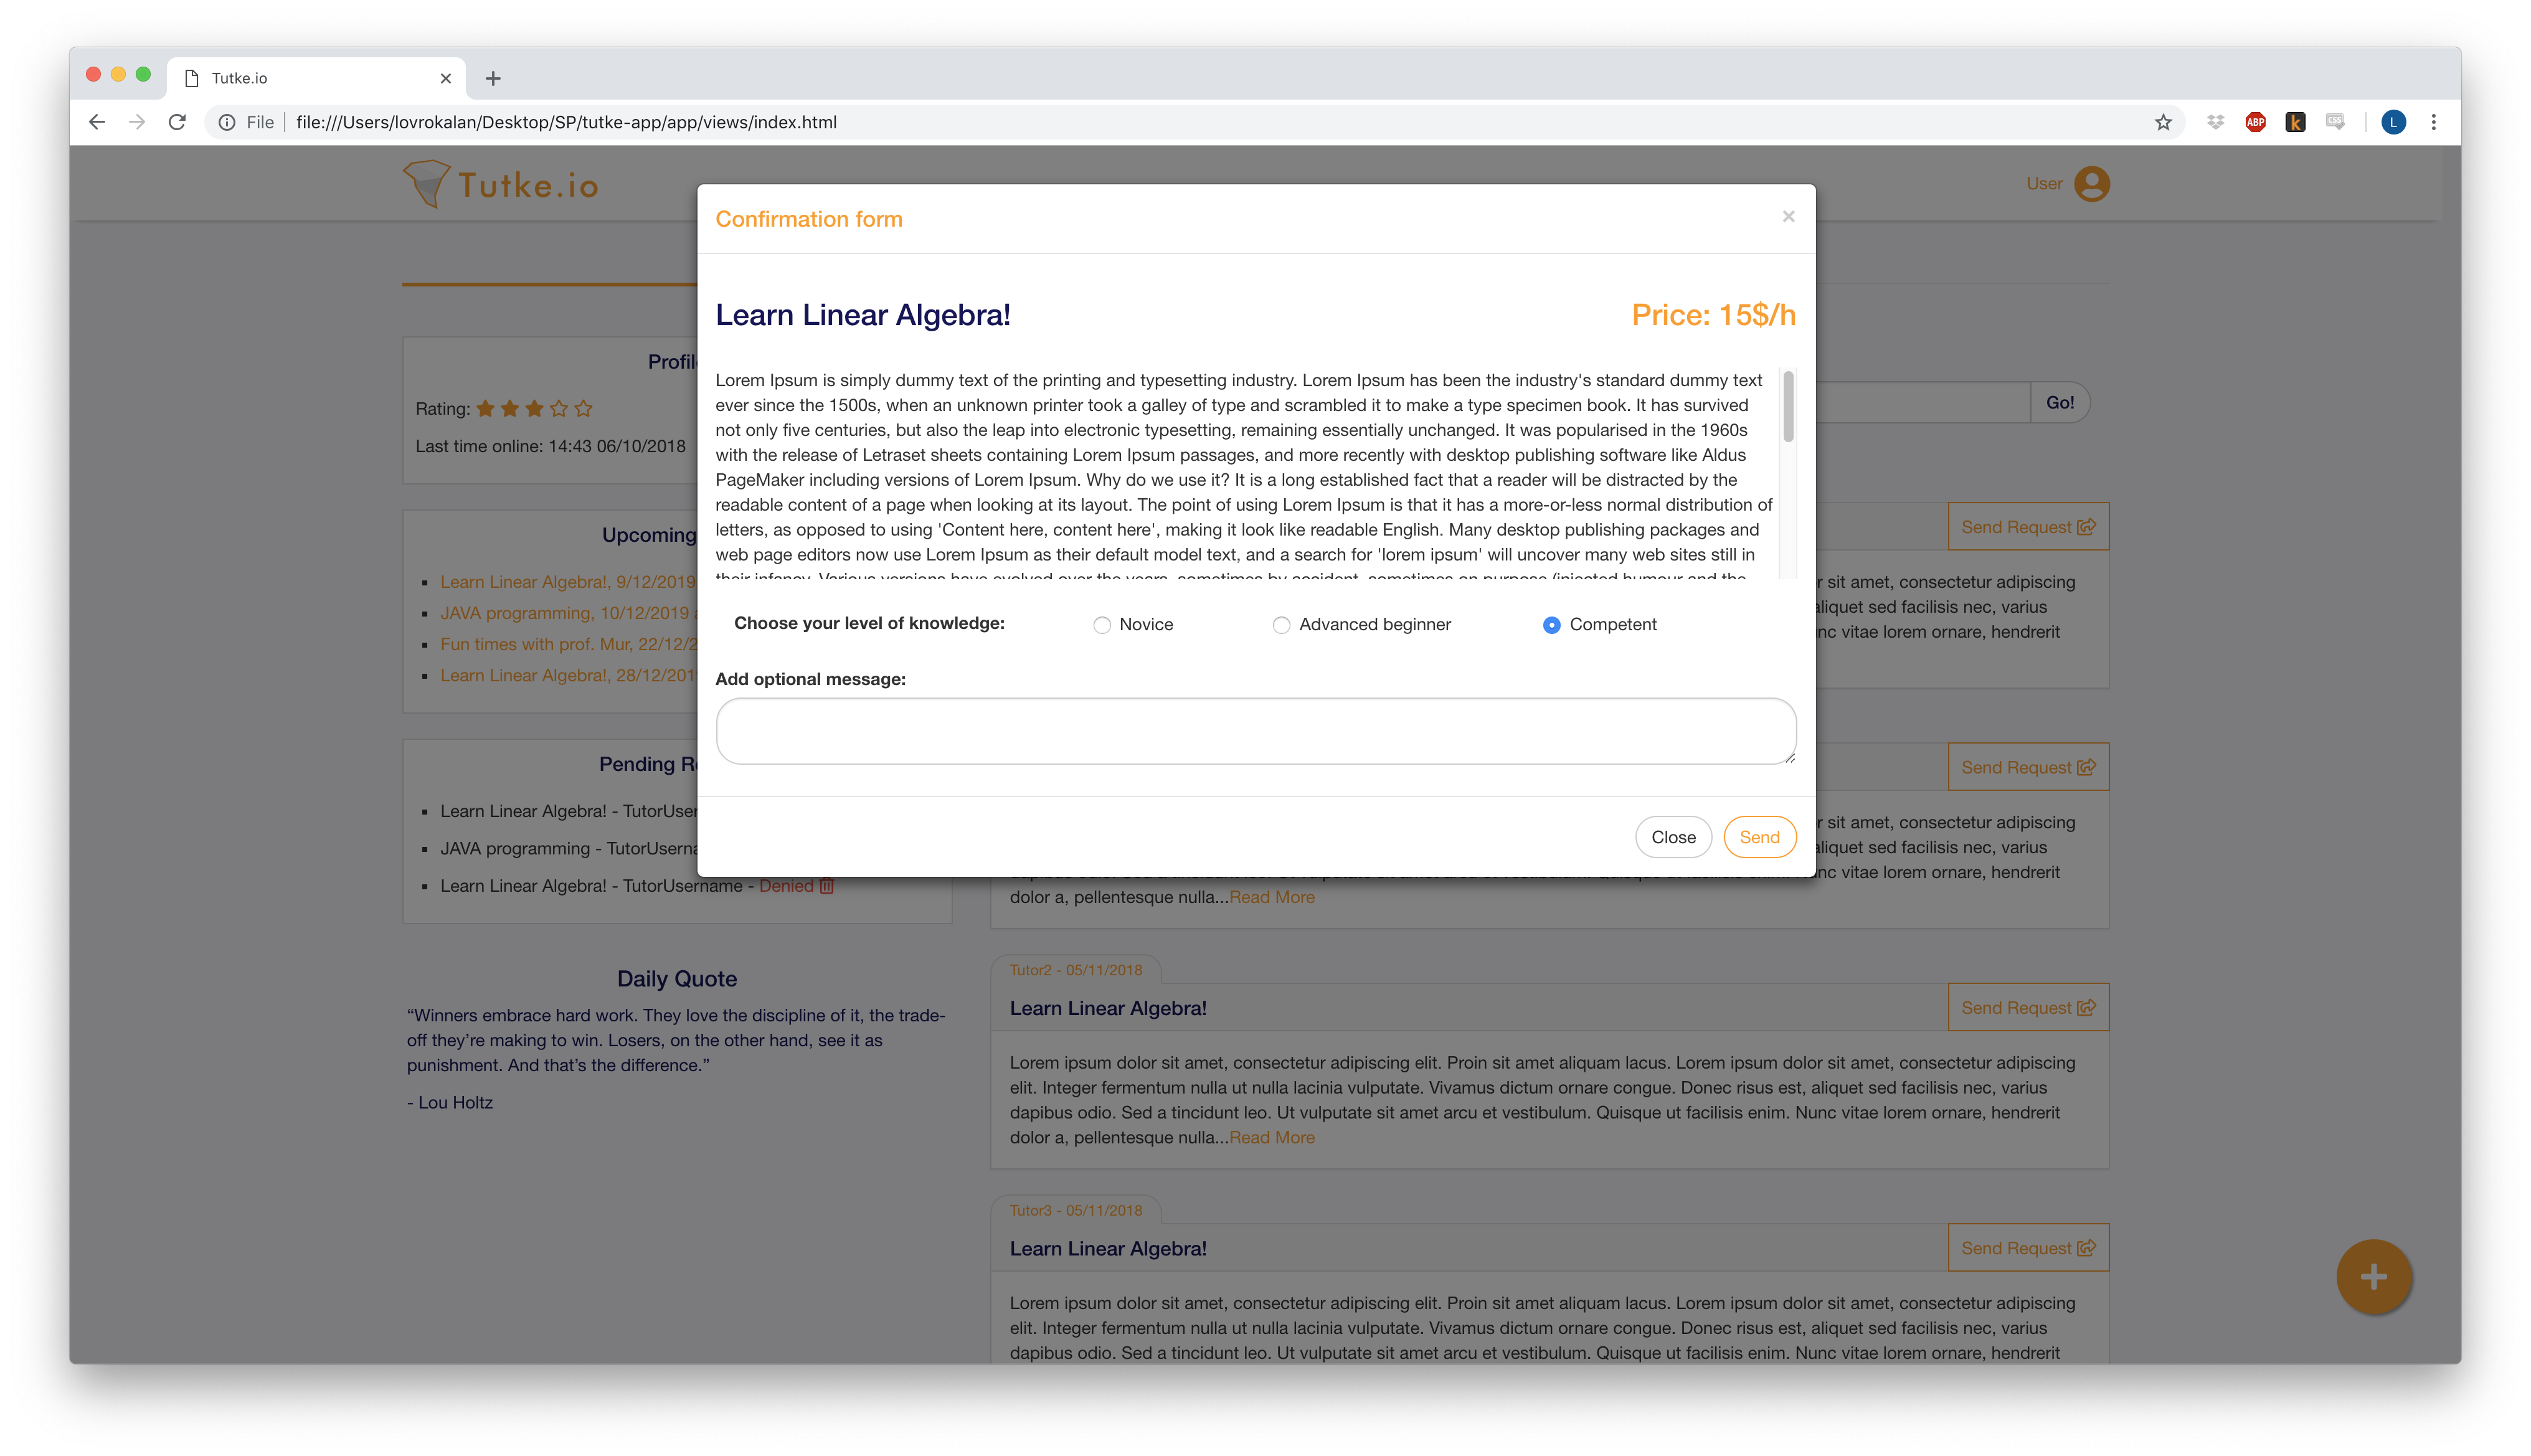 Tutke.io
File
file:///Users/lovrokalan/Desktop/SP/tutke-app/app/views/index.html
ABP
k
CSS
L
Tutke.io
User
Confirmation form
Learn Linear Algebra!
Price: 15$/h
Lorem Ipsum is simply dummy text of the printing and typesetting industry. Lorem Ipsum has been the industry's standard dummy text
ever since the 1500s, when an unknown printer took a galley of type and scrambled it to make a type specimen book. It has survived
not only five centuries, but also the leap into electronic typesetting, remaining essentially unchanged. It was popularised in the 1960s
with the release of Letraset sheets containing Lorem Ipsum passages, and more recently with desktop publishing software like Aldus
PageMaker including versions of Lorem Ipsum. Why do we use it? It is a long established fact that a reader will be distracted by the
readable content of a page when looking at its layout. The point of using Lorem Ipsum is that it has a more-or-less normal distribution of
letters, as opposed to using 'Content here, content here', making it look like readable English. Many desktop publishing packages and
web page editors now use Lorem Ipsum as their default model text, and a search for 'lorem ipsum' will uncover many web sites still in
their infancy. Various versions have evolved over the years, sometimes by accident, sometimes on purpose (injected humour and the
Choose your level of knowledge:
Novice
Advanced beginner
Competent
Add optional message:
Close
Send
Profil
Rating:
Last time online: 14:43 06/10/2018
Upcoming
Learn Linear Algebra!, 9/12/2019
JAVA programming, 10/12/2019
Fun times with prof. Mur, 22/12/2
Learn Linear Algebra!, 28/12/201
Pending R
Learn Linear Algebra! - TutorUser
JAVA programming - TutorUserna
Learn Linear Algebra! - TutorUsername - Denied
Daily Quote
“Winners embrace hard work. They love the discipline of it, the trade-
off they’re making to win. Losers, on the other hand, see it as
punishment. And that’s the difference.”
- Lou Holtz
Go!
Send Request
r sit amet, consectetur adipiscing
aliquet sed facilisis nec, varius
nc vitae lorem ornare, hendrerit
Send Request
r sit amet, consectetur adipiscing
aliquet sed facilisis nec, varius
nc vitae lorem ornare, hendrerit
dolor a, pellentesque nulla...Read More
Tutor2 - 05/11/2018
Learn Linear Algebra!
Send Request
Lorem ipsum dolor sit amet, consectetur adipiscing elit. Proin sit amet aliquam lacus. Lorem ipsum dolor sit amet, consectetur adipiscing
elit. Integer fermentum nulla ut nulla lacinia vulputate. Vivamus dictum ornare congue. Donec risus est, aliquet sed facilisis nec, varius
dapibus odio. Sed a tincidunt leo. Ut vulputate sit amet arcu et vestibulum. Quisque ut facilisis enim. Nunc vitae lorem ornare, hendrerit
dolor a, pellentesque nulla...Read More
Tutor3 - 05/11/2018
Learn Linear Algebra!
Send Request
Lorem ipsum dolor sit amet, consectetur adipiscing elit. Proin sit amet aliquam lacus. Lorem ipsum dolor sit amet, consectetur adipiscing
elit. Integer fermentum nulla ut nulla lacinia vulputate. Vivamus dictum ornare congue. Donec risus est, aliquet sed facilisis nec, varius
dapibus odio. Sed a tincidunt leo. Ut vulputate sit amet arcu et vestibulum. Quisque ut facilisis enim. Nunc vitae lorem ornare, hendrerit